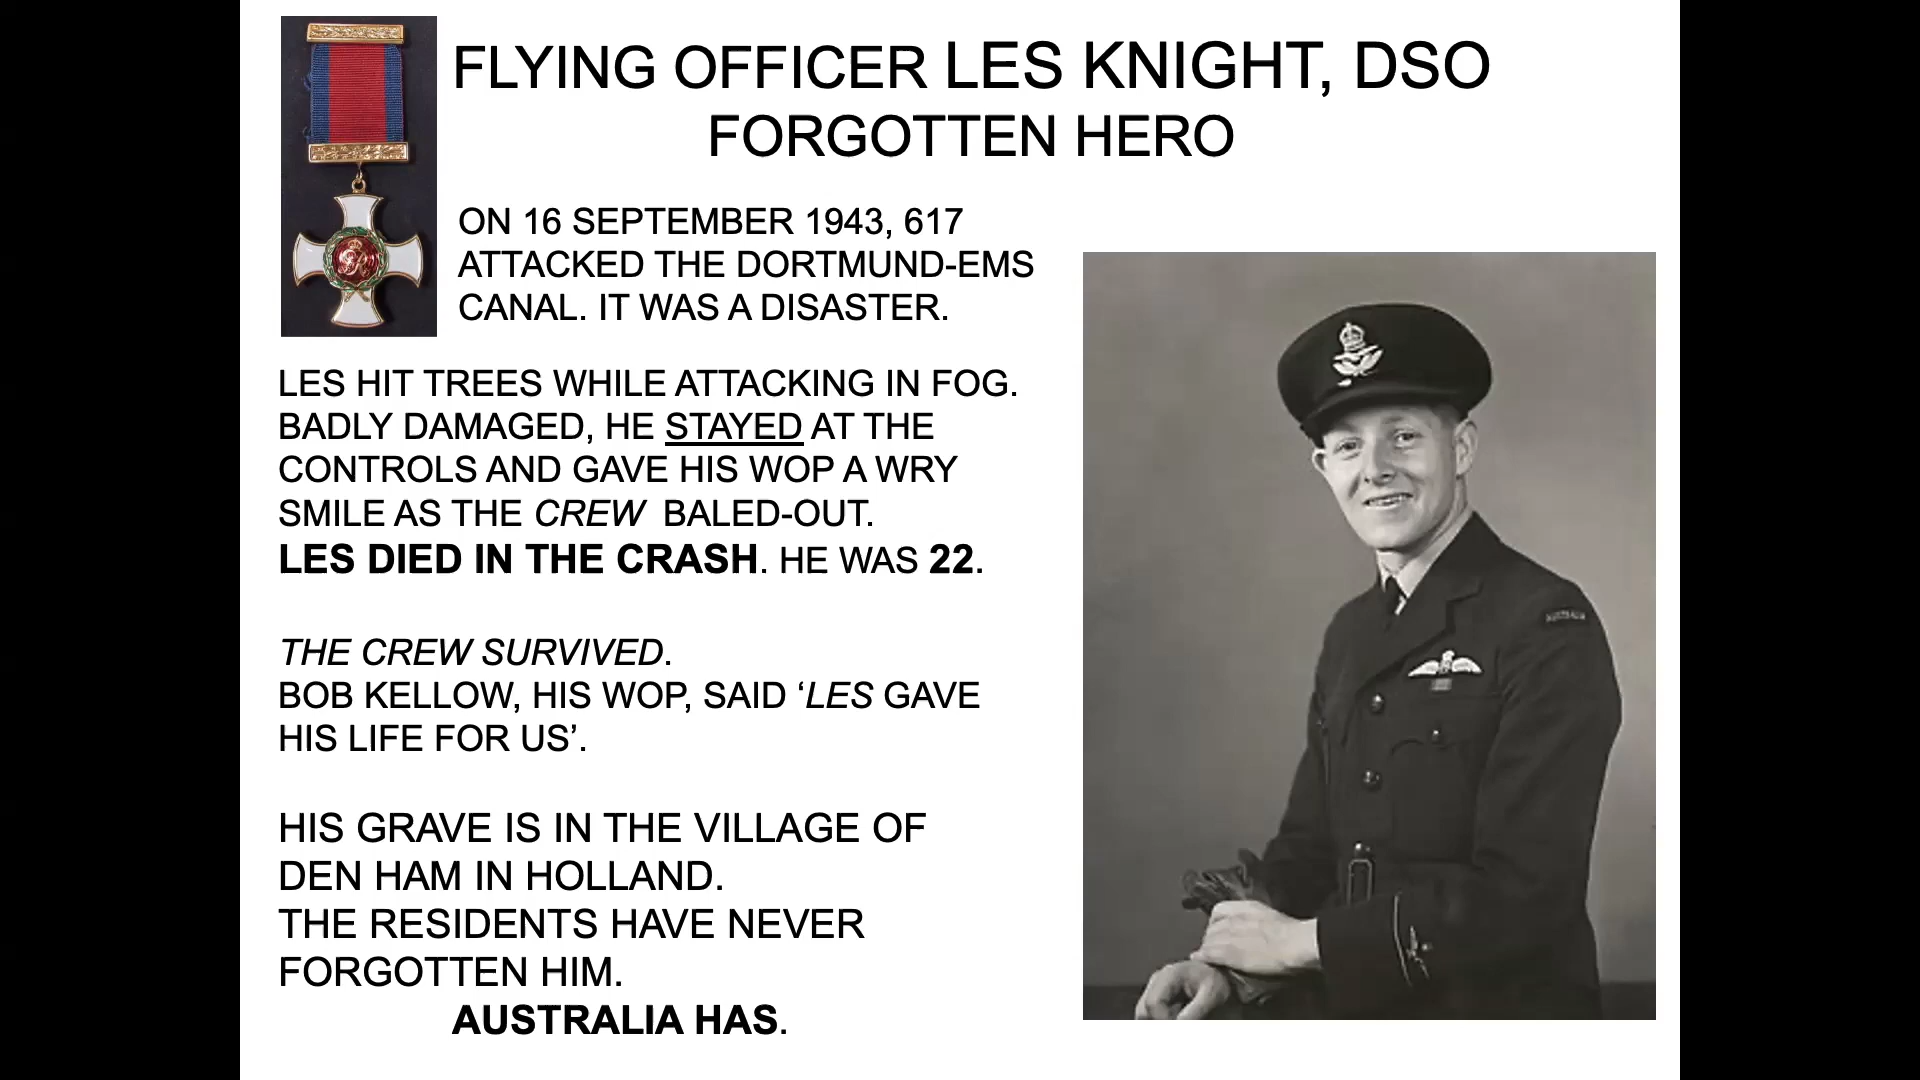 FLYING OFFICER LES KNIGHT, DSO
FORGOTTEN HERO
ON 16 SEPTEMBER 1943, 617
ATTACKED THE DORTMUND-EMS
CANAL. IT WAS A DISASTER.
LES HIT TREES WHILE ATTACKING IN FOG.
BADLY DAMAGED, HE STAYED AT THE
CONTROLS AND GAVE HIS WOP A WRY
SMILE AS THE CREW BALED-OUT.
LES DIED IN THE CRASH. HE WAS 22.
THE CREW SURVIVED.
BOB KELLOW, HIS WOP, SAID ‘LES GAVE
HIS LIFE FOR US’.
HIS GRAVE IS IN THE VILLAGE OF
DEN HAM IN HOLLAND.
THE RESIDENTS HAVE NEVER
FORGOTTEN HIM.
AUSTRALIA HAS.
AUSTRALIA